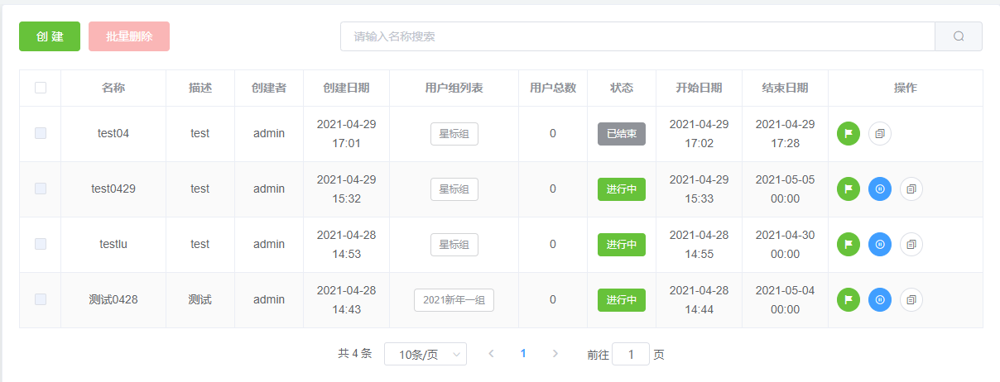 创 建 批量删除 请输入名称搜索
名称 描述 创建者 创建日期 用户组列表 用户总数 状态 开始日期 结束日期 操作
test04 test admin 2021-04-29 17:01 星标组 0 已结束 2021-04-29 17:02 2021-04-29 17:28
test0429 test admin 2021-04-29 15:32 星标组 0 进行中 2021-04-29 15:33 2021-05-05 00:00
testlu test admin 2021-04-28 14:53 星标组 0 进行中 2021-04-28 14:55 2021-04-30 00:00
测试0428 测试 admin 2021-04-28 14:43 2021新年一组 0 进行中 2021-04-28 14:44 2021-05-04 00:00
共 4 条 10条/页 1 前往 1 页